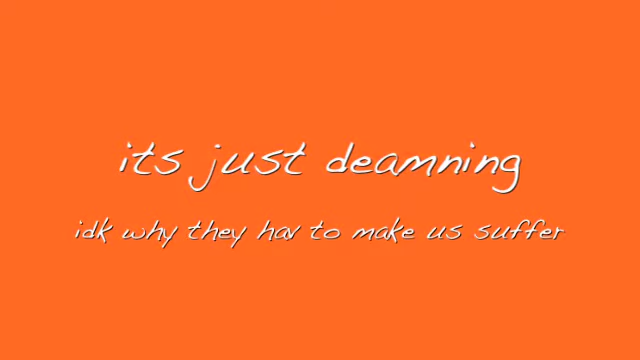 its just deamning
idk why they hav to make us suffer